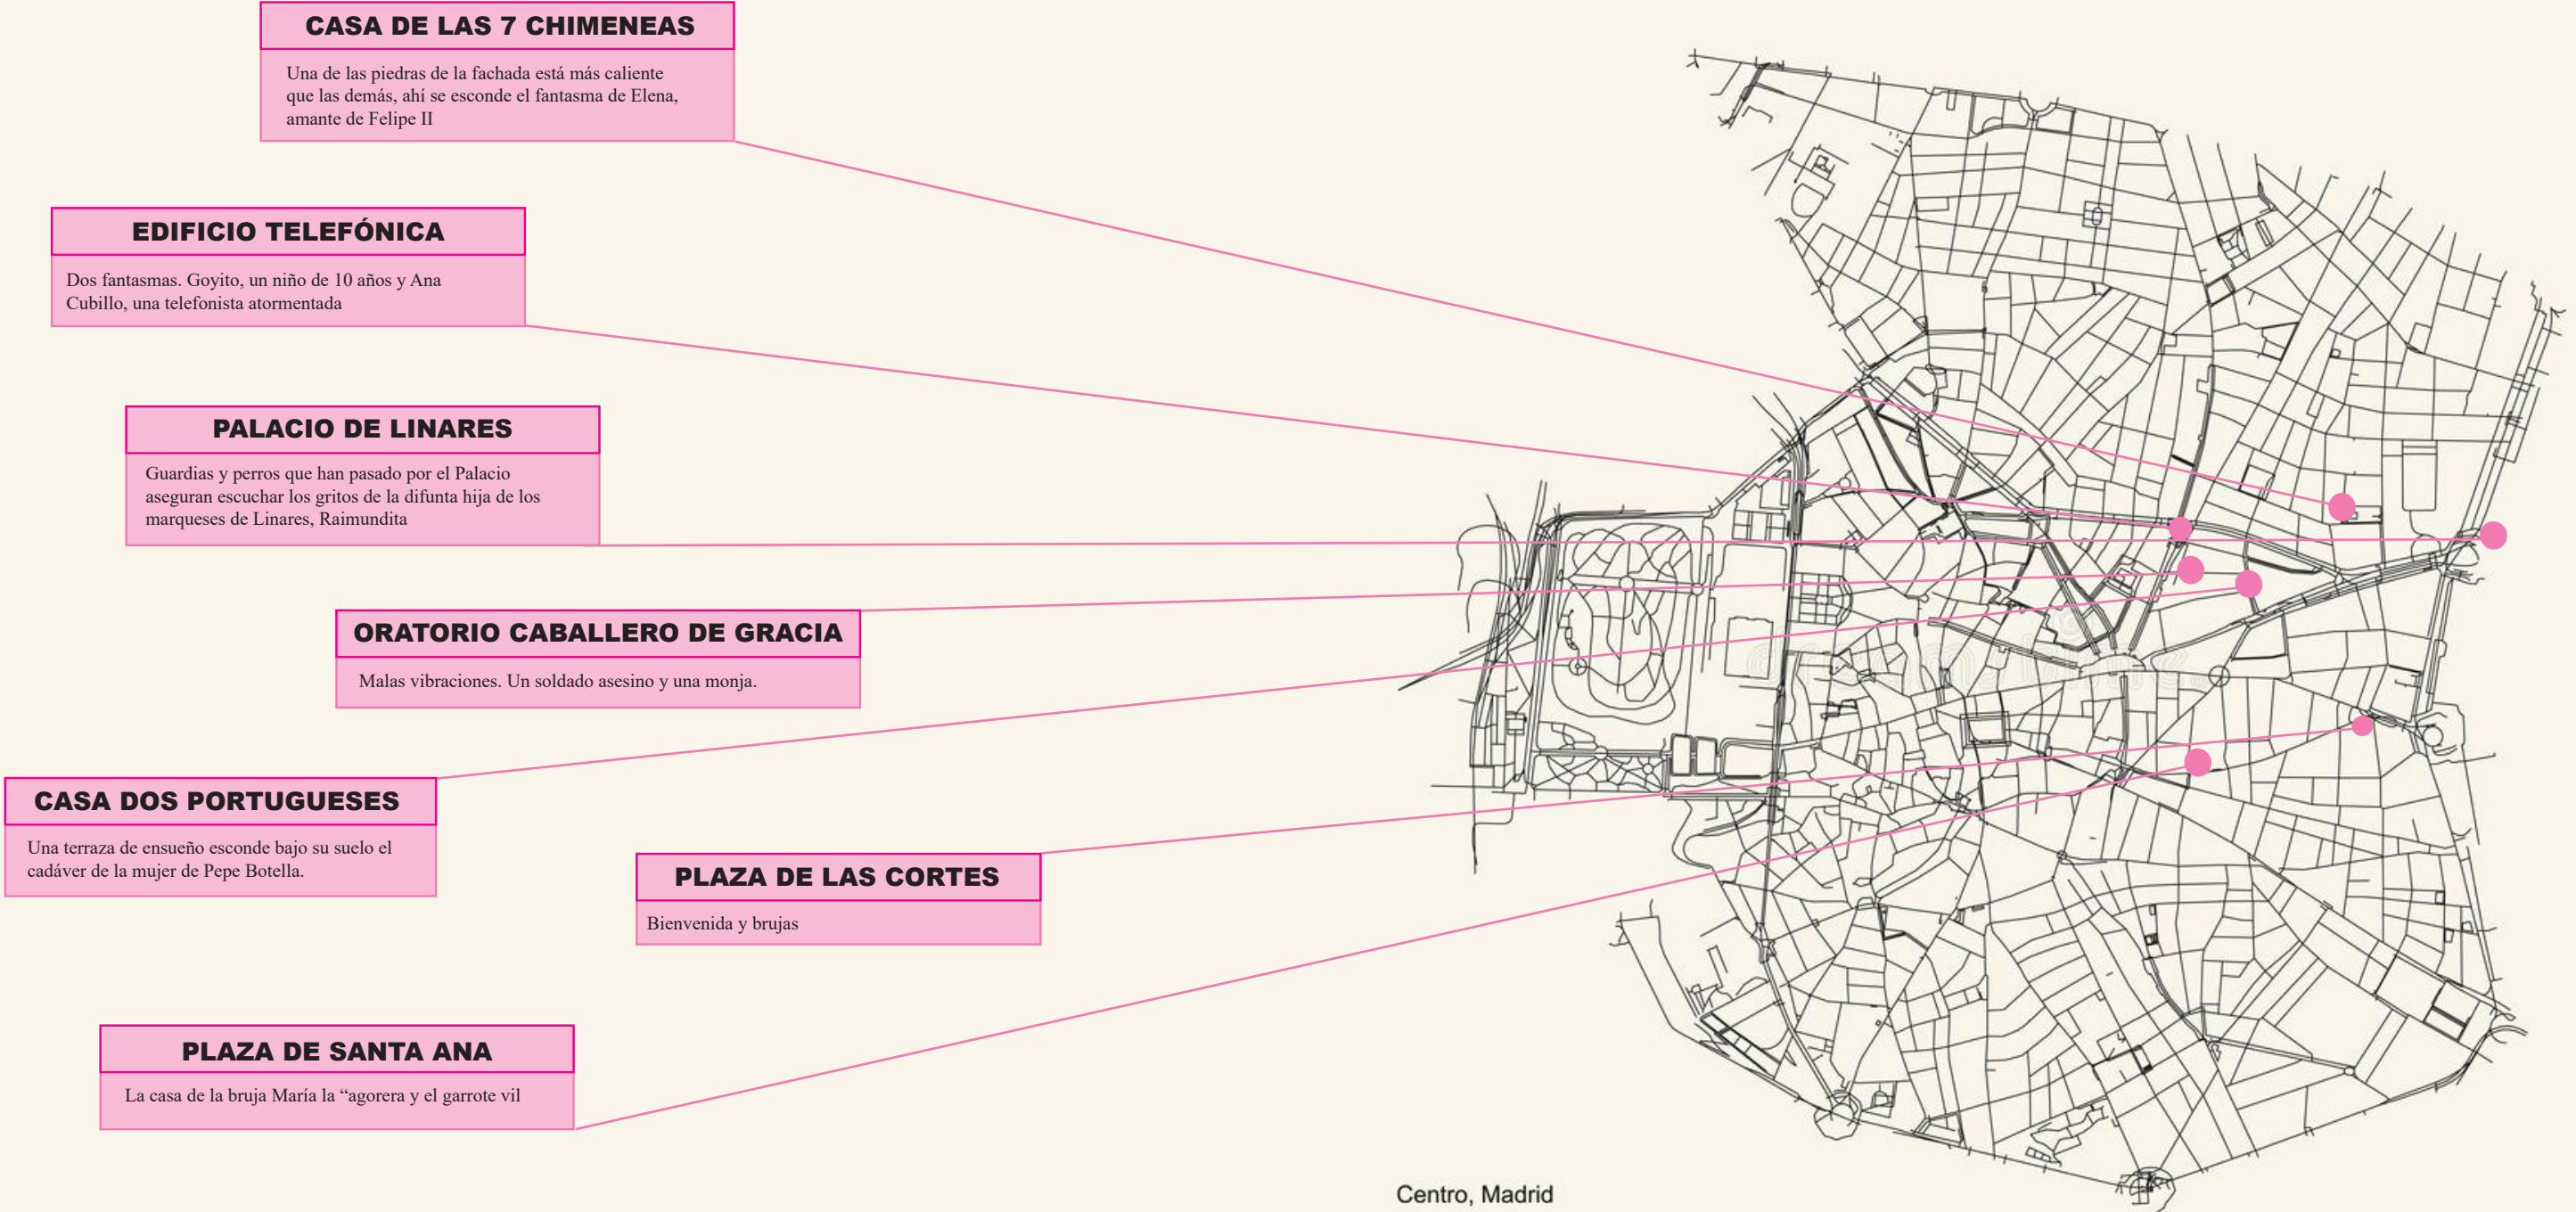 CASA DE LAS 7 CHIMENEAS
Una de las piedras de la fachada está más caliente
que las demás, ahí se esconde el fantasma de Elena,
amante de Felipe II
EDIFICIO TELEFÓNICA
Dos fantasmas. Goyito, un niño de 10 años y Ana
Cubillo, una telefonista atormentada
PALACIO DE LINARES
Guardias y perros que han pasado por el Palacio
aseguran escuchar los gritos de la difunta hija de los
marqueses de Linares, Raimundita
ORATORIO CABALLERO DE GRACIA
Malas vibraciones. Un soldado asesino y una monja.
CASA DOS PORTUGUESES
Una terraza de ensueño esconde bajo su suelo el
cadáver de la mujer de Pepe Botella.
PLAZA DE LAS CORTES
Bienvenida y brujas
PLAZA DE SANTA ANA
La casa de la bruja María la “agorera y el garrote vil
Centro, Madrid